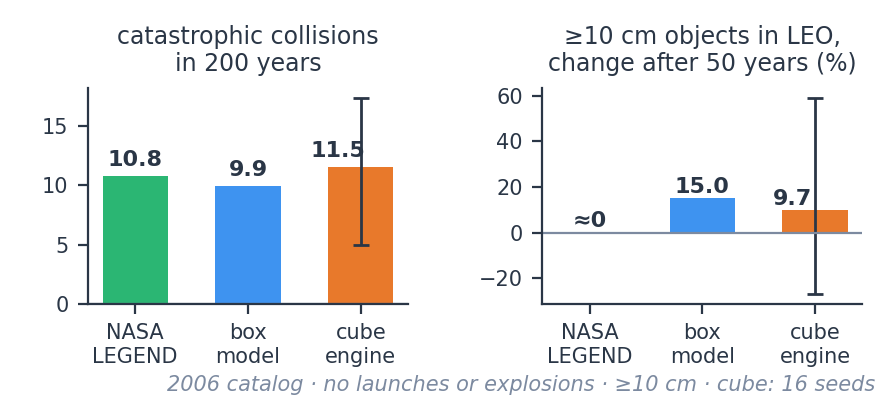 catastrophic collisions
in 200 years
15
10
5
0
10.8
9.9
11.5
NASA
LEGEND
box
model
cube
engine
≥10 cm objects in LEO,
change after 50 years (%)
60
40
20
0
−20
≈0
15.0
9.7
NASA
LEGEND
box
model
cube
engine
2006 catalog · no launches or explosions · ≥10 cm · cube: 16 seeds